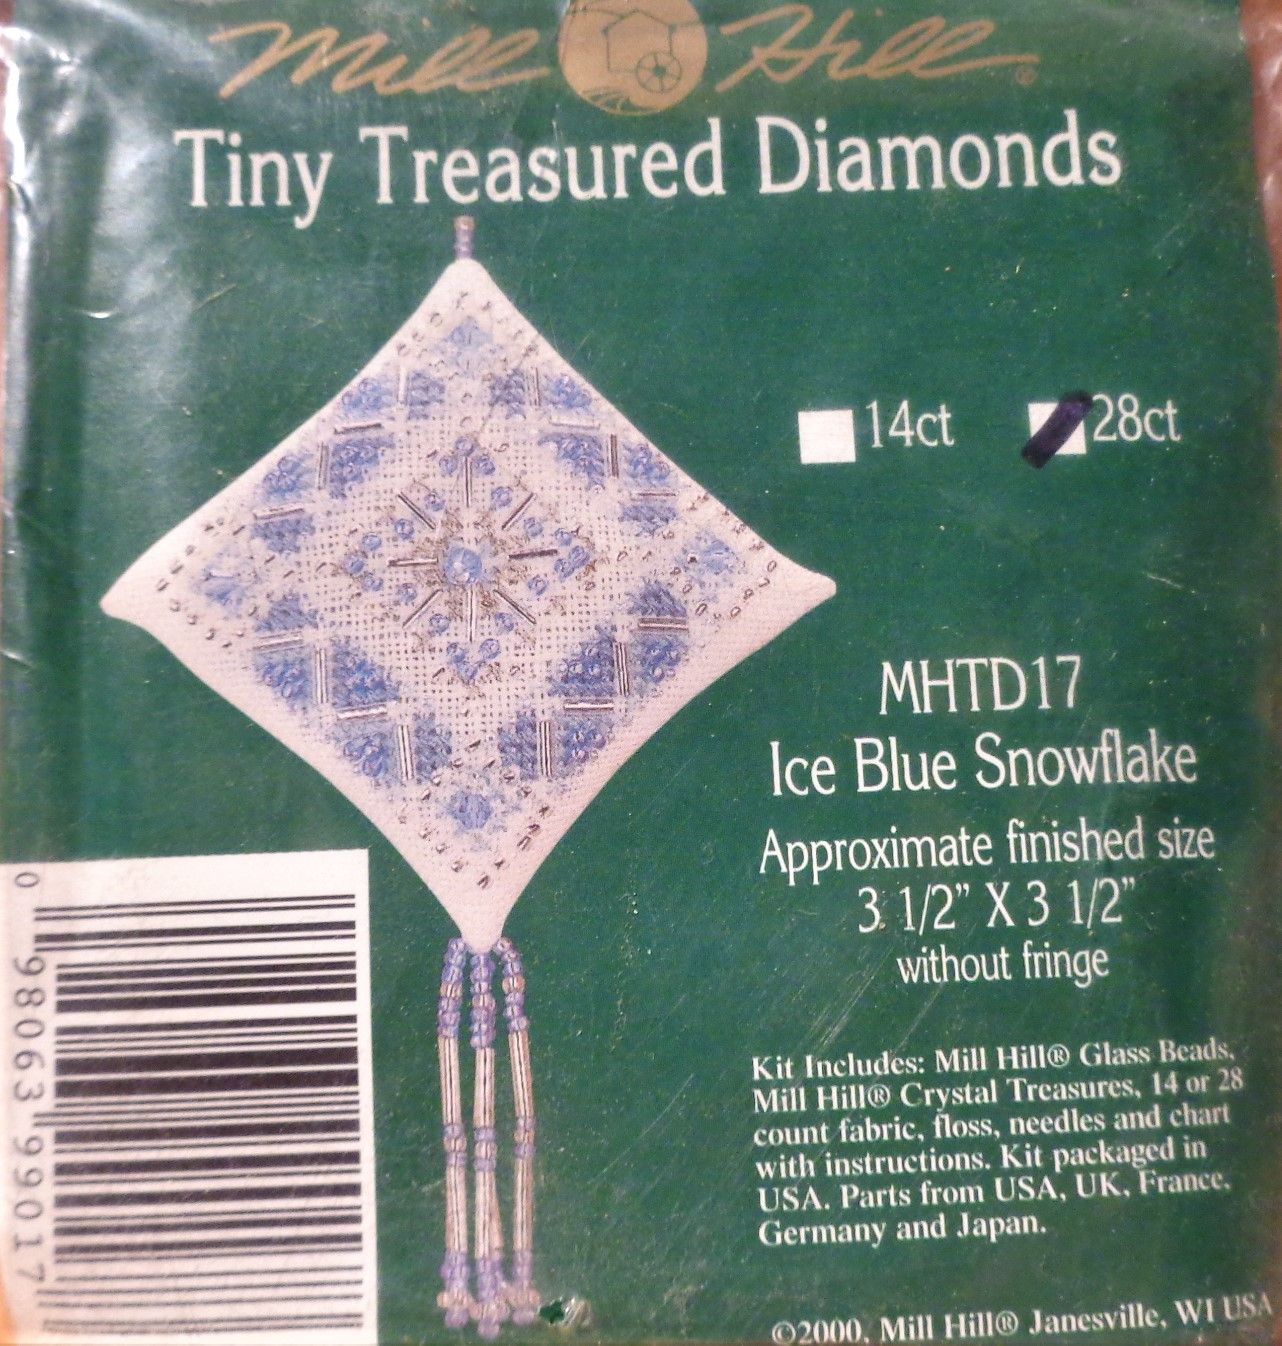 Mill Hill®
Tiny Treasured Diamonds
14ct 28ct
MHTD17
Ice Blue Snowflake
Approximate finished size
3 1/2" X 3 1/2"
without fringe
Kit Includes: Mill Hill® Glass Beads,
Mill Hill® Crystal Treasures, 14 or 28
count fabric, floss, needles and chart
with instructions. Kit packaged in
USA. Parts from USA, UK, France,
Germany and Japan.
©2000, Mill Hill® Janesville, WI USA
0 98063 99017 7